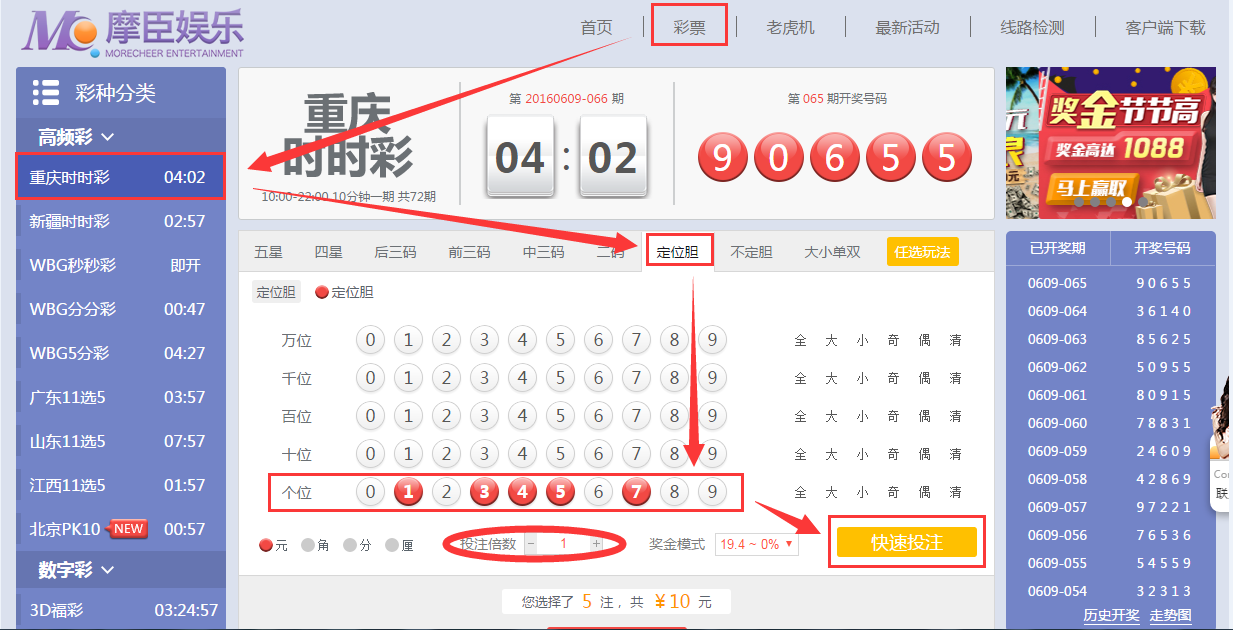 摩臣娱乐
MORECHEER ENTERTAINMENT
首页 彩票 老虎机 最新活动 线路检测 客户端下载
彩种分类
高频彩
重庆时时彩 04:02
新疆时时彩 02:57
WBG秒秒彩 即开
WBG分分彩 00:47
WBG5分彩 04:27
广东11选5 03:57
山东11选5 07:57
江西11选5 01:57
北京PK10 NEW 00:57
数字彩
3D福彩 03:24:57
重庆
时时彩
10:00-22:00 10分钟一期 共72期
第 20160609-066 期
04 : 02
第 065 期开奖号码
9 0 6 5 5
奖金节节高
奖金高达 1088
马上赢取
五星 四星 后三码 前三码 中三码 二码 定位胆 不定胆 大小单双 任选玩法
定位胆 定位胆
万位 0 1 2 3 4 5 6 7 8 9 全 大 小 奇 偶 清
千位 0 1 2 3 4 5 6 7 8 9 全 大 小 奇 偶 清
百位 0 1 2 3 4 5 6 7 8 9 全 大 小 奇 偶 清
十位 0 1 2 3 4 5 6 7 8 9 全 大 小 奇 偶 清
个位 0 1 2 3 4 5 6 7 8 9 全 大 小 奇 偶 清
元 角 分 厘 投注倍数 − 1 + 奖金模式 19.4 ~ 0% ▼ 快速投注
您选择了 5 注，共 ¥10 元
已开奖期 开奖号码
0609-065 9 0 6 5 5
0609-064 3 6 1 4 0
0609-063 8 5 6 2 5
0609-062 5 0 9 5 5
0609-061 8 0 9 1 5
0609-060 7 8 8 3 1
0609-059 2 4 6 0 9
0609-058 4 2 8 6 9
0609-057 9 7 2 2 1
0609-056 7 6 5 3 6
0609-055 5 4 5 5 9
0609-054 3 2 3 1 3
历史开奖 走势图